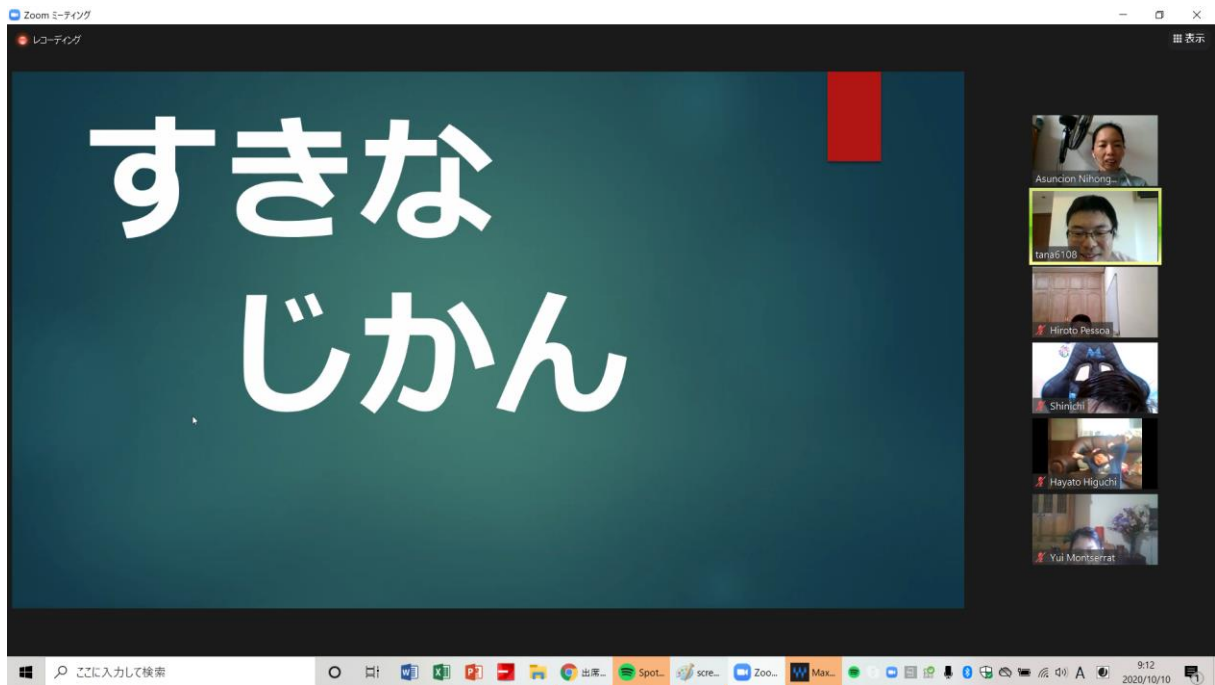 Zoom ミーティング
レコーディング
表示
すきな
じかん
Asuncion Nihong...
tana6108
Hiroto Pessoa
Shinichi
Hayato Higuchi
Yui Montserrat
ここに入力して検索
出席...
Spot...
scre...
Zoo...
Max...
A
9:12
2020/10/10
1